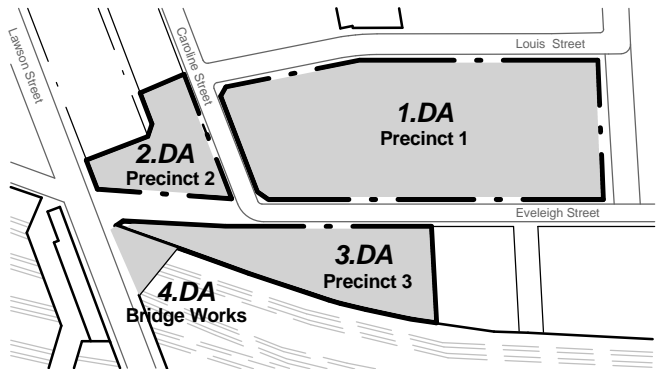 Louis Street
Lawson Street
Caroline Street
1.DA
Precinct 1
2.DA
Precinct 2
Eveleigh Street
3.DA
Precinct 3
4.DA
Bridge Works